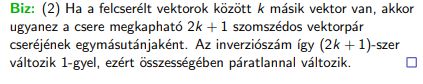 Biz: (2) Ha a felcserélt vektorok között k másik vektor van, akkor
ugyanez a csere megkapható 2k + 1 szomszédos vektorpár
cseréjének egymásutánjaként. Az inverziószám így (2k + 1)-szer
változik 1-gyel, ezért összességében páratlannal változik. □